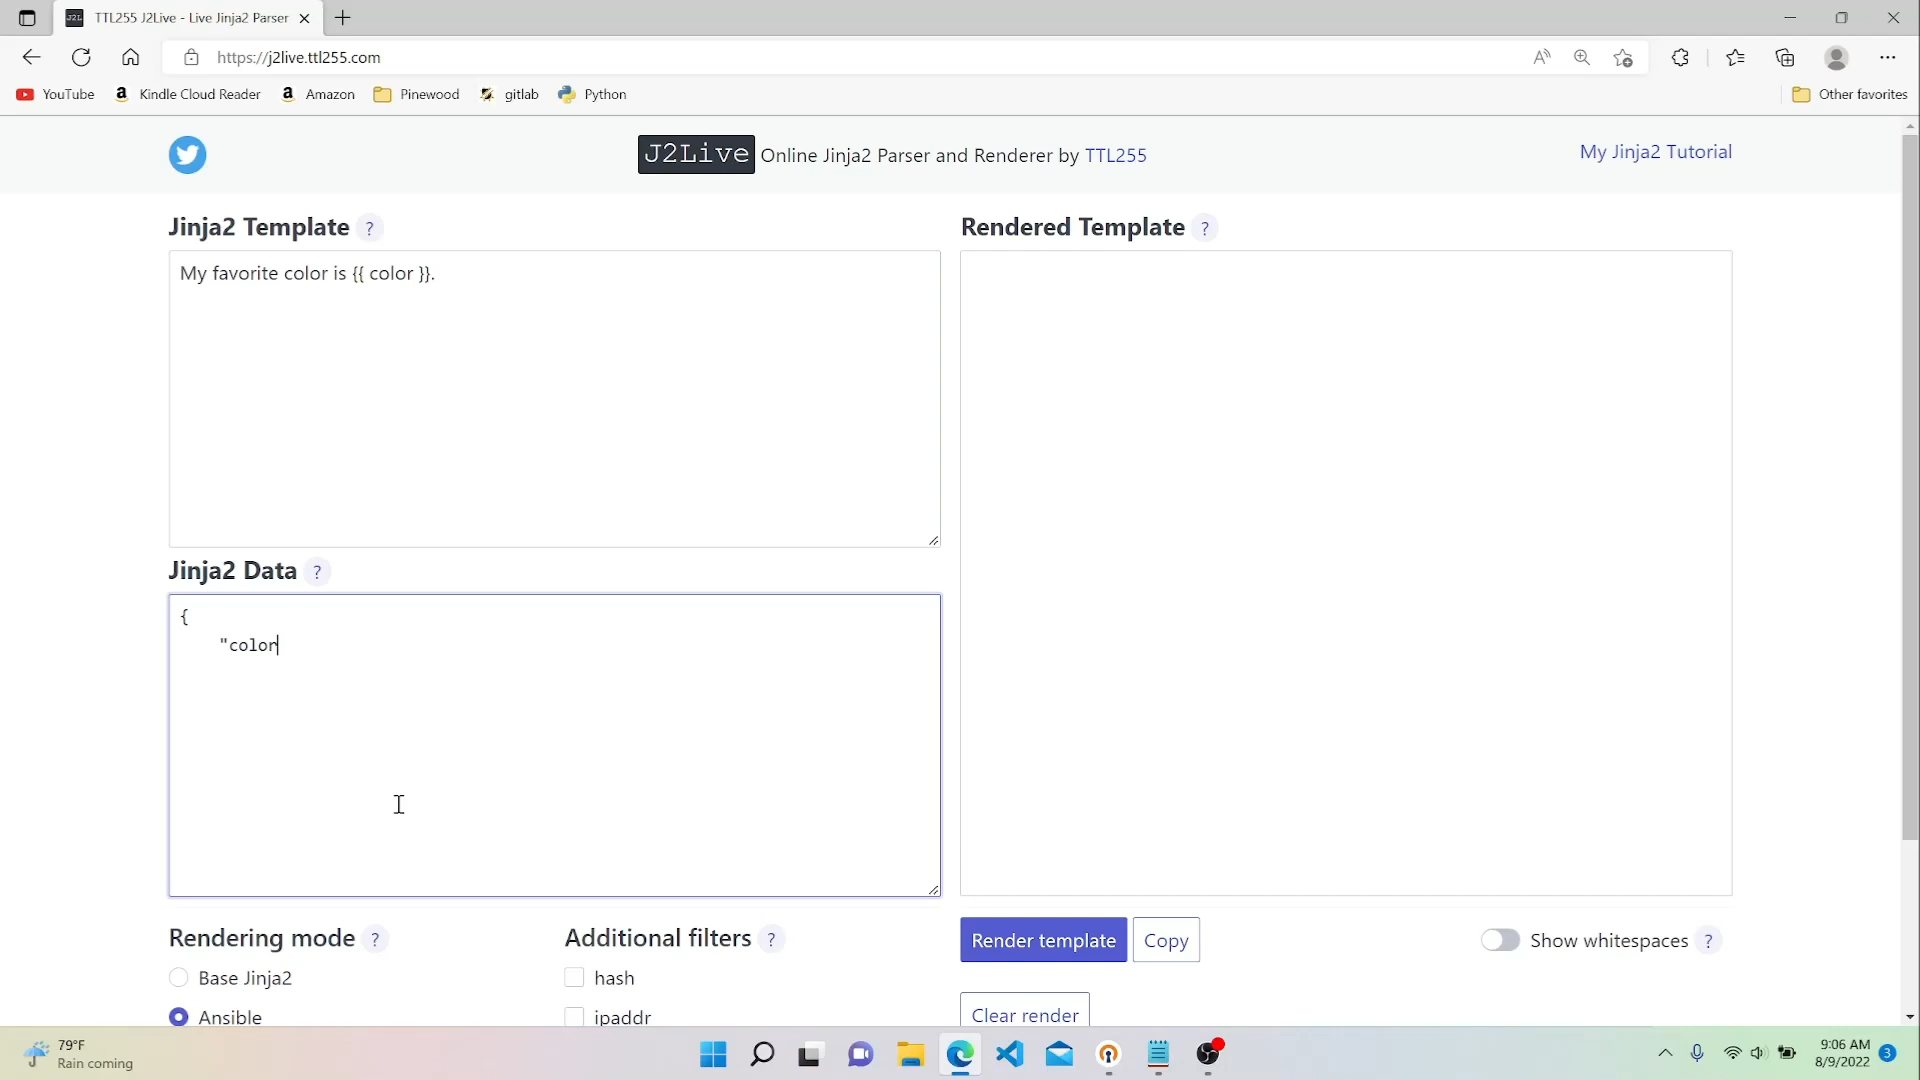 J2L TTL255 J2Live - Live Jinja2 Parser
https://j2live.ttl255.com
YouTube Kindle Cloud Reader Amazon Pinewood gitlab Python Other favorites
J2Live Online Jinja2 Parser and Renderer by TTL255
My Jinja2 Tutorial
Jinja2 Template ?
Rendered Template ?
My favorite color is {{ color }}.
Jinja2 Data ?
{
"color
Rendering mode ?
Additional filters ?
Render template
Copy
Show whitespaces ?
Base Jinja2
hash
Ansible
ipaddr
Clear render
79°F
Rain coming
9:06 AM
8/9/2022
3